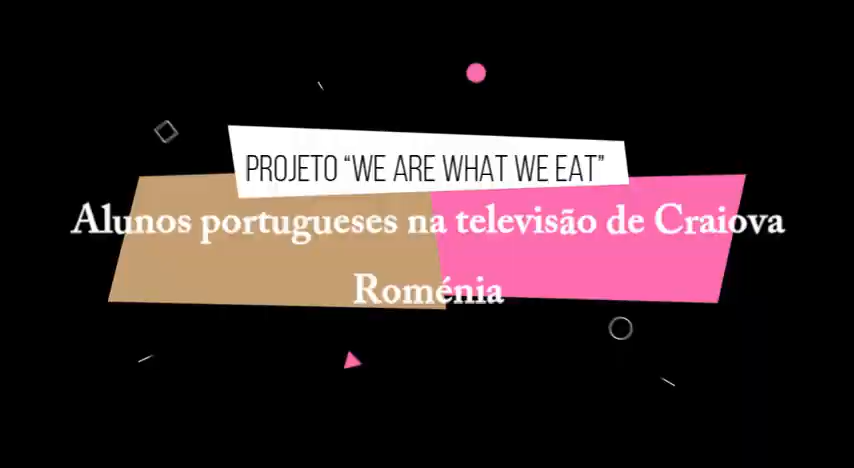 PROJETO “WE ARE WHAT WE EAT”
Alunos portugueses na televisão de Craiova
Roménia